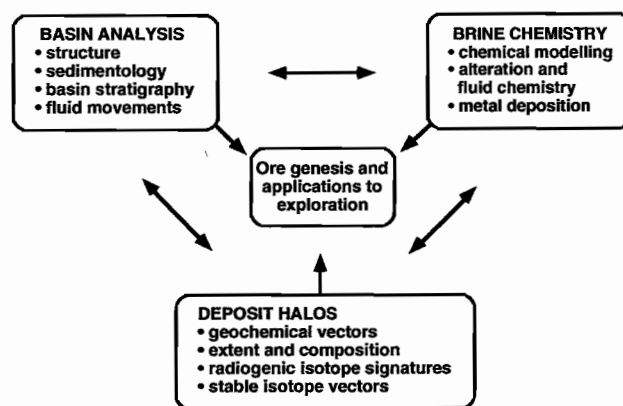 BASIN ANALYSIS
• structure
• sedimentology
• basin stratigraphy
• fluid movements
BRINE CHEMISTRY
• chemical modelling
• alteration and
fluid chemistry
• metal deposition
Ore genesis and
applications to
exploration
DEPOSIT HALOS
• geochemical vectors
• extent and composition
• radiogenic isotope signatures
• stable isotope vectors